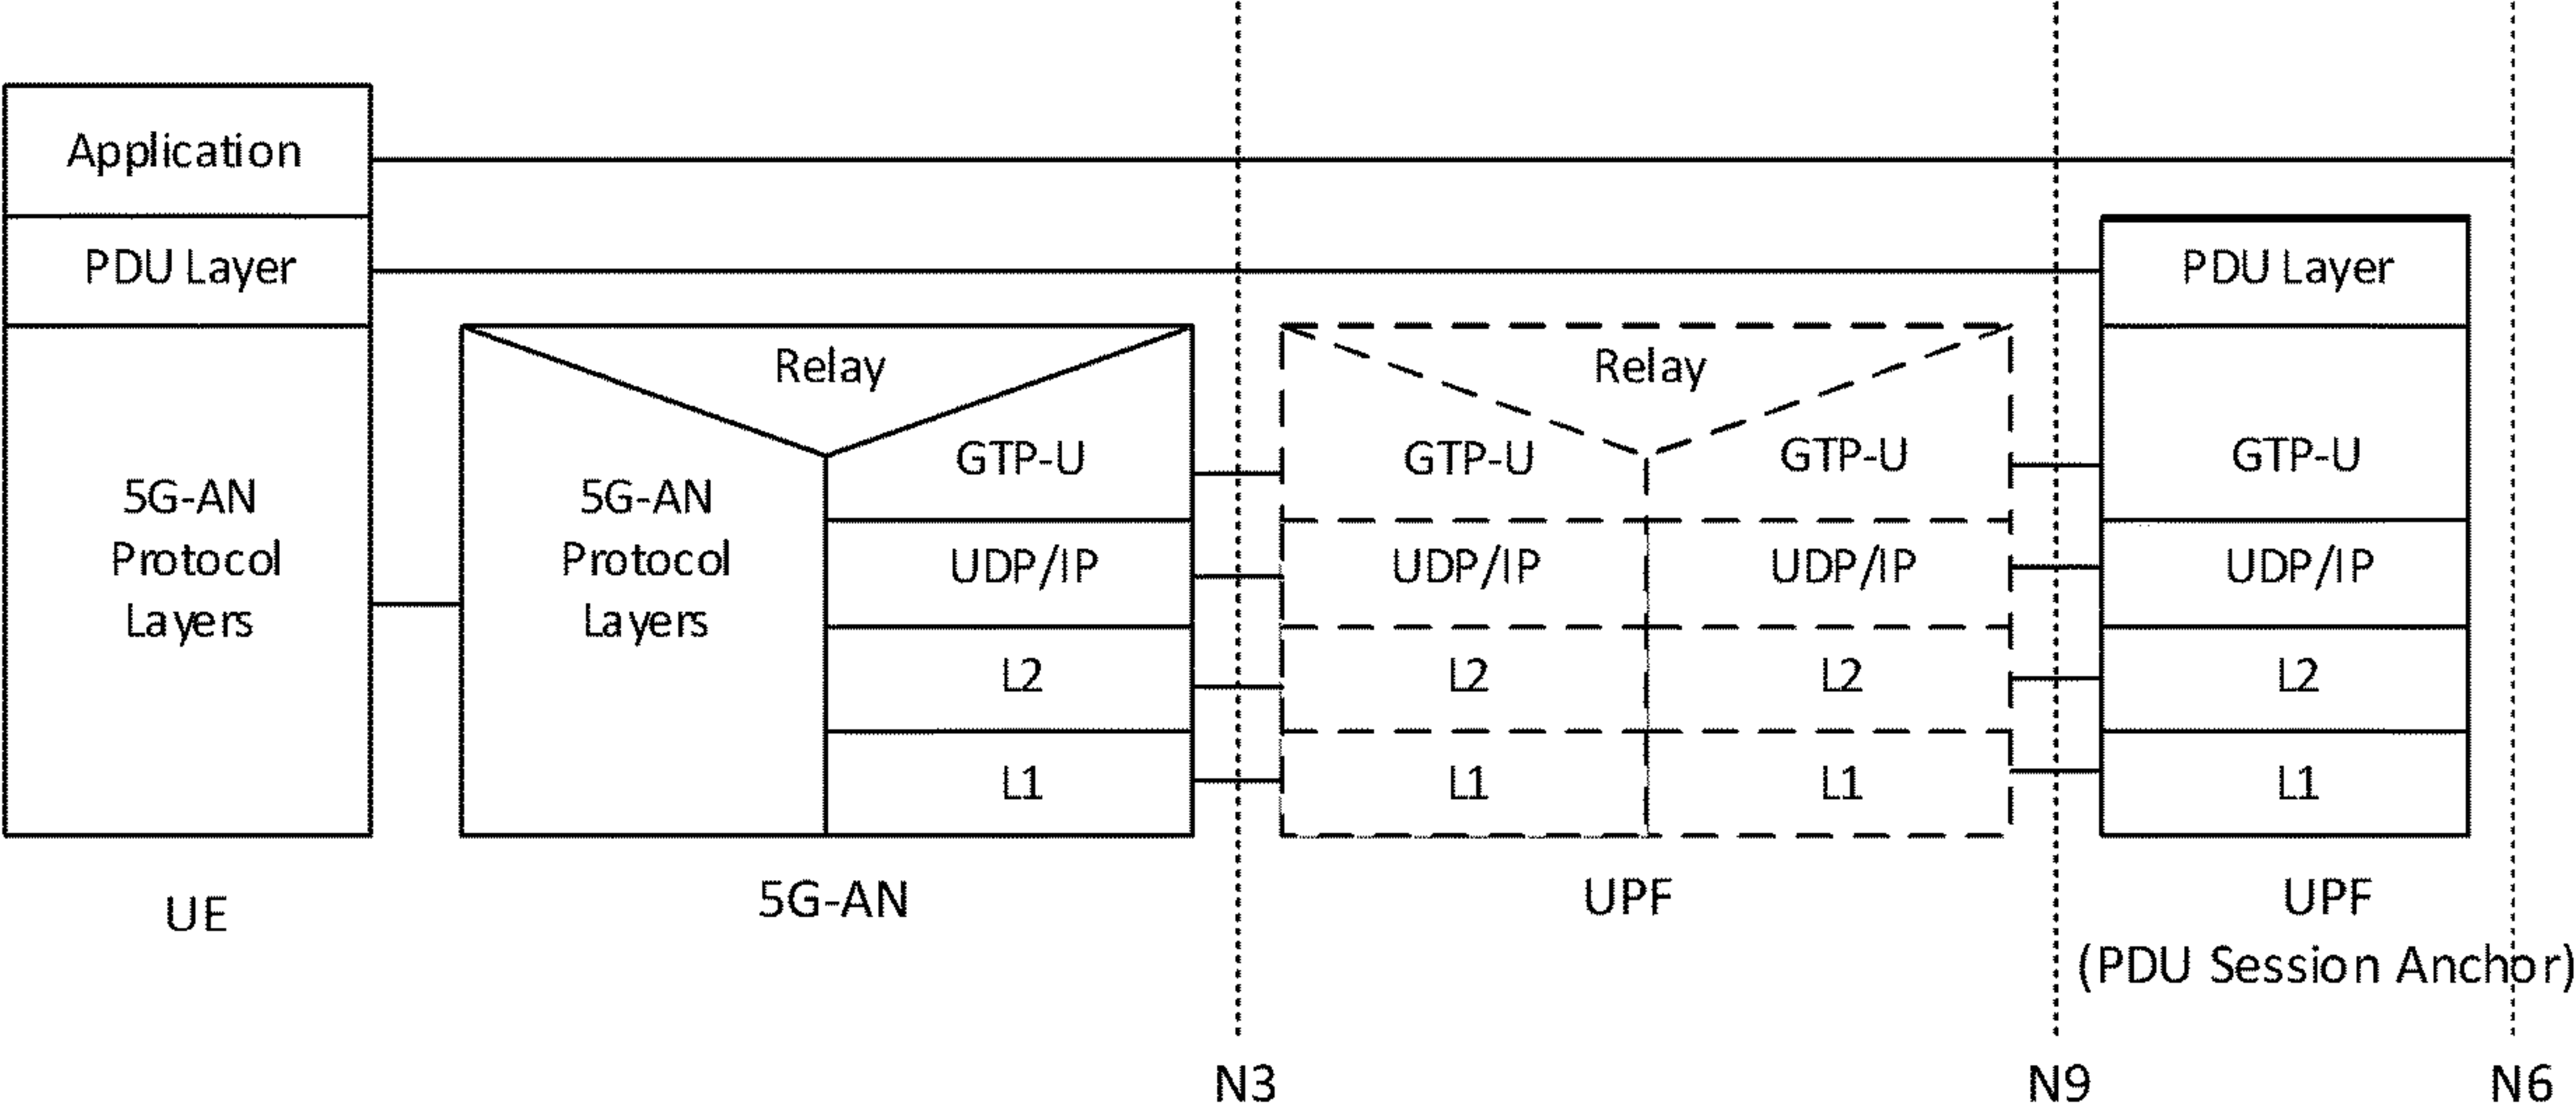 Application
PDU Layer
5G-AN
Protocol
Layers
UE
Relay
5G-AN
Protocol
Layers
GTP-U
UDP/IP
L2
L1
5G-AN
Relay
GTP-U
GTP-U
UDP/IP
UDP/IP
L2
L2
L1
L1
UPF
PDU Layer
GTP-U
UDP/IP
L2
L1
UPF
(PDU Session Anchor)
N3
N9
N6